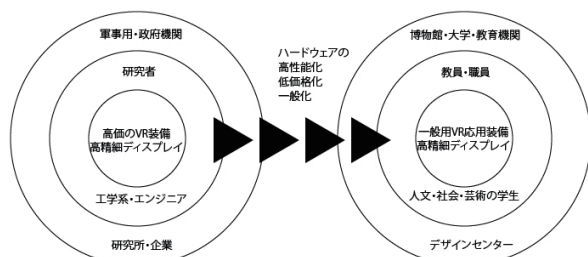 軍事用・政府機関
研究者
高価のVR装備
高精細ディスプレイ
工学系・エンジニア
研究所・企業
ハードウェアの
高性能化
低価格化
一般化
博物館・大学・教育機関
教員・職員
一般用VR応用装備
高精細ディスプレイ
人文・社会・芸術の学生
デザインセンター